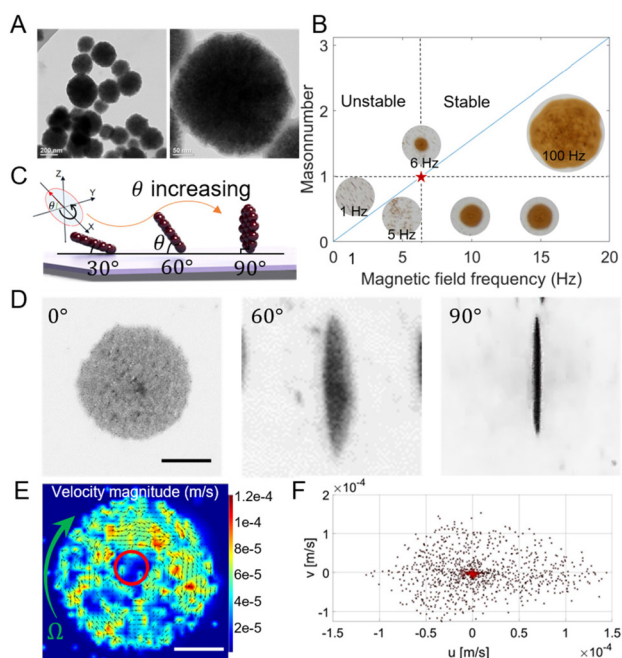 A
200 nm
50 nm
B
Masonnumber
3
2
1
0
Unstable
Stable
6 Hz
100 Hz
1 Hz
5 Hz
0
1
5
10
15
20
Magnetic field frequency (Hz)
C
Z
Y
X
θ
θ increasing
θ
30°
60°
90°
D
0°
60°
90°
E
Velocity magnitude (m/s)
Ω
1.2e-4
1e-4
8e-5
6e-5
4e-5
2e-5
F
×10⁻⁴
2
1
0
-1
v [m/s]
-1
-0.5
0
0.5
1
1.5
u [m/s]
×10⁻⁴